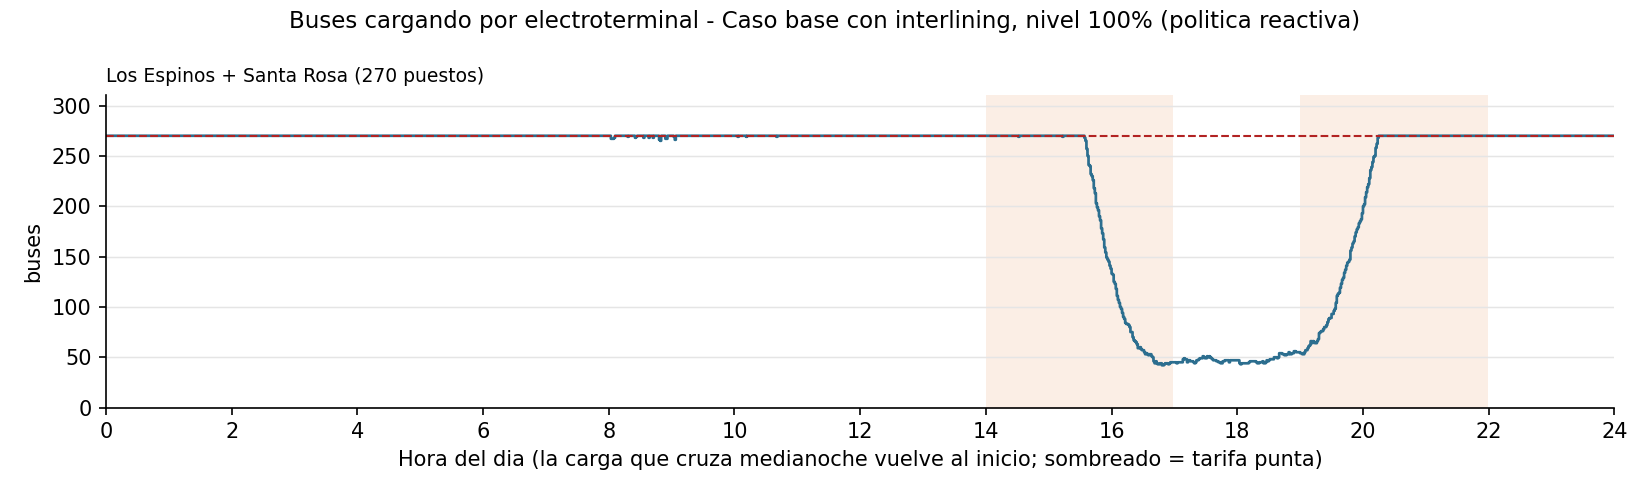 Buses cargando por electroterminal - Caso base con interlining, nivel 100% (politica reactiva)
Los Espinos + Santa Rosa (270 puestos)
300
250
200
150
100
50
0
buses
0 2 4 6 8 10 12 14 16 18 20 22 24
Hora del dia (la carga que cruza medianoche vuelve al inicio; sombreado = tarifa punta)